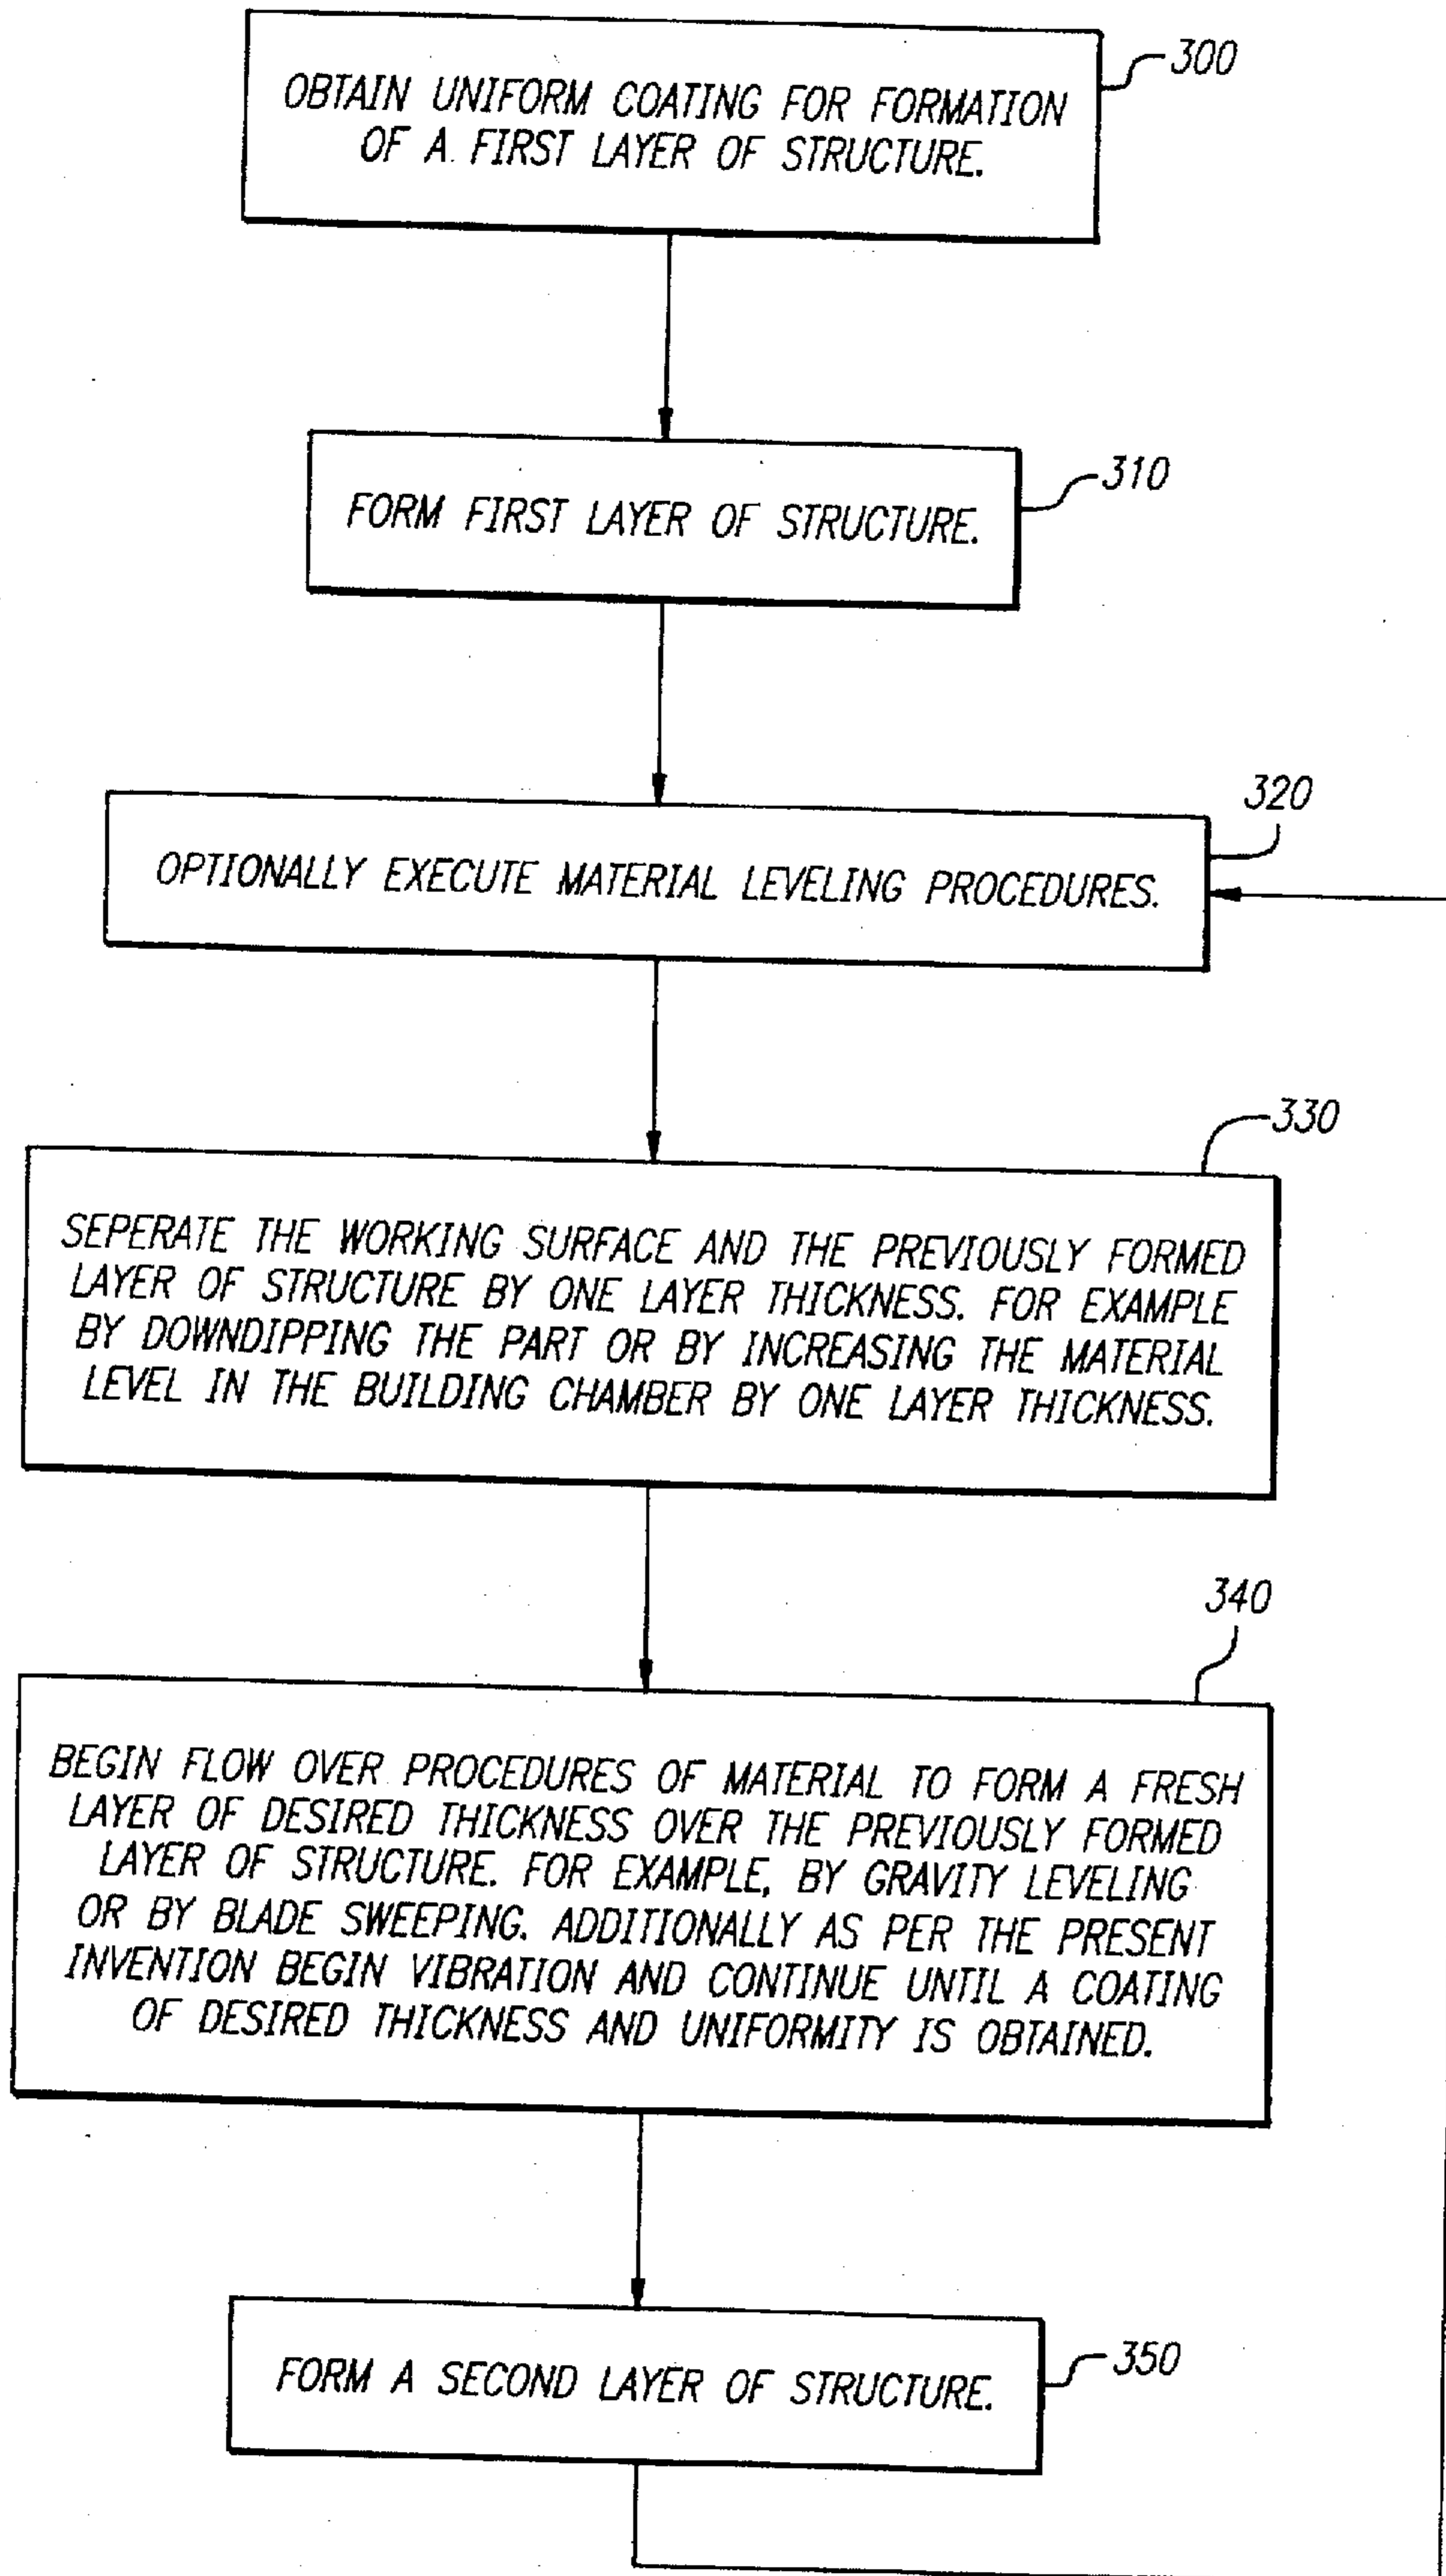 300
OBTAIN UNIFORM COATING FOR FORMATION
OF A FIRST LAYER OF STRUCTURE.
310
FORM FIRST LAYER OF STRUCTURE.
320
OPTIONALLY EXECUTE MATERIAL LEVELING PROCEDURES.
330
SEPERATE THE WORKING SURFACE AND THE PREVIOUSLY FORMED
LAYER OF STRUCTURE BY ONE LAYER THICKNESS. FOR EXAMPLE
BY DOWNDIPPING THE PART OR BY INCREASING THE MATERIAL
LEVEL IN THE BUILDING CHAMBER BY ONE LAYER THICKNESS.
340
BEGIN FLOW OVER PROCEDURES OF MATERIAL TO FORM A FRESH
LAYER OF DESIRED THICKNESS OVER THE PREVIOUSLY FORMED
LAYER OF STRUCTURE. FOR EXAMPLE, BY GRAVITY LEVELING
OR BY BLADE SWEEPING. ADDITIONALLY AS PER THE PRESENT
INVENTION BEGIN VIBRATION AND CONTINUE UNTIL A COATING
OF DESIRED THICKNESS AND UNIFORMITY IS OBTAINED.
350
FORM A SECOND LAYER OF STRUCTURE.